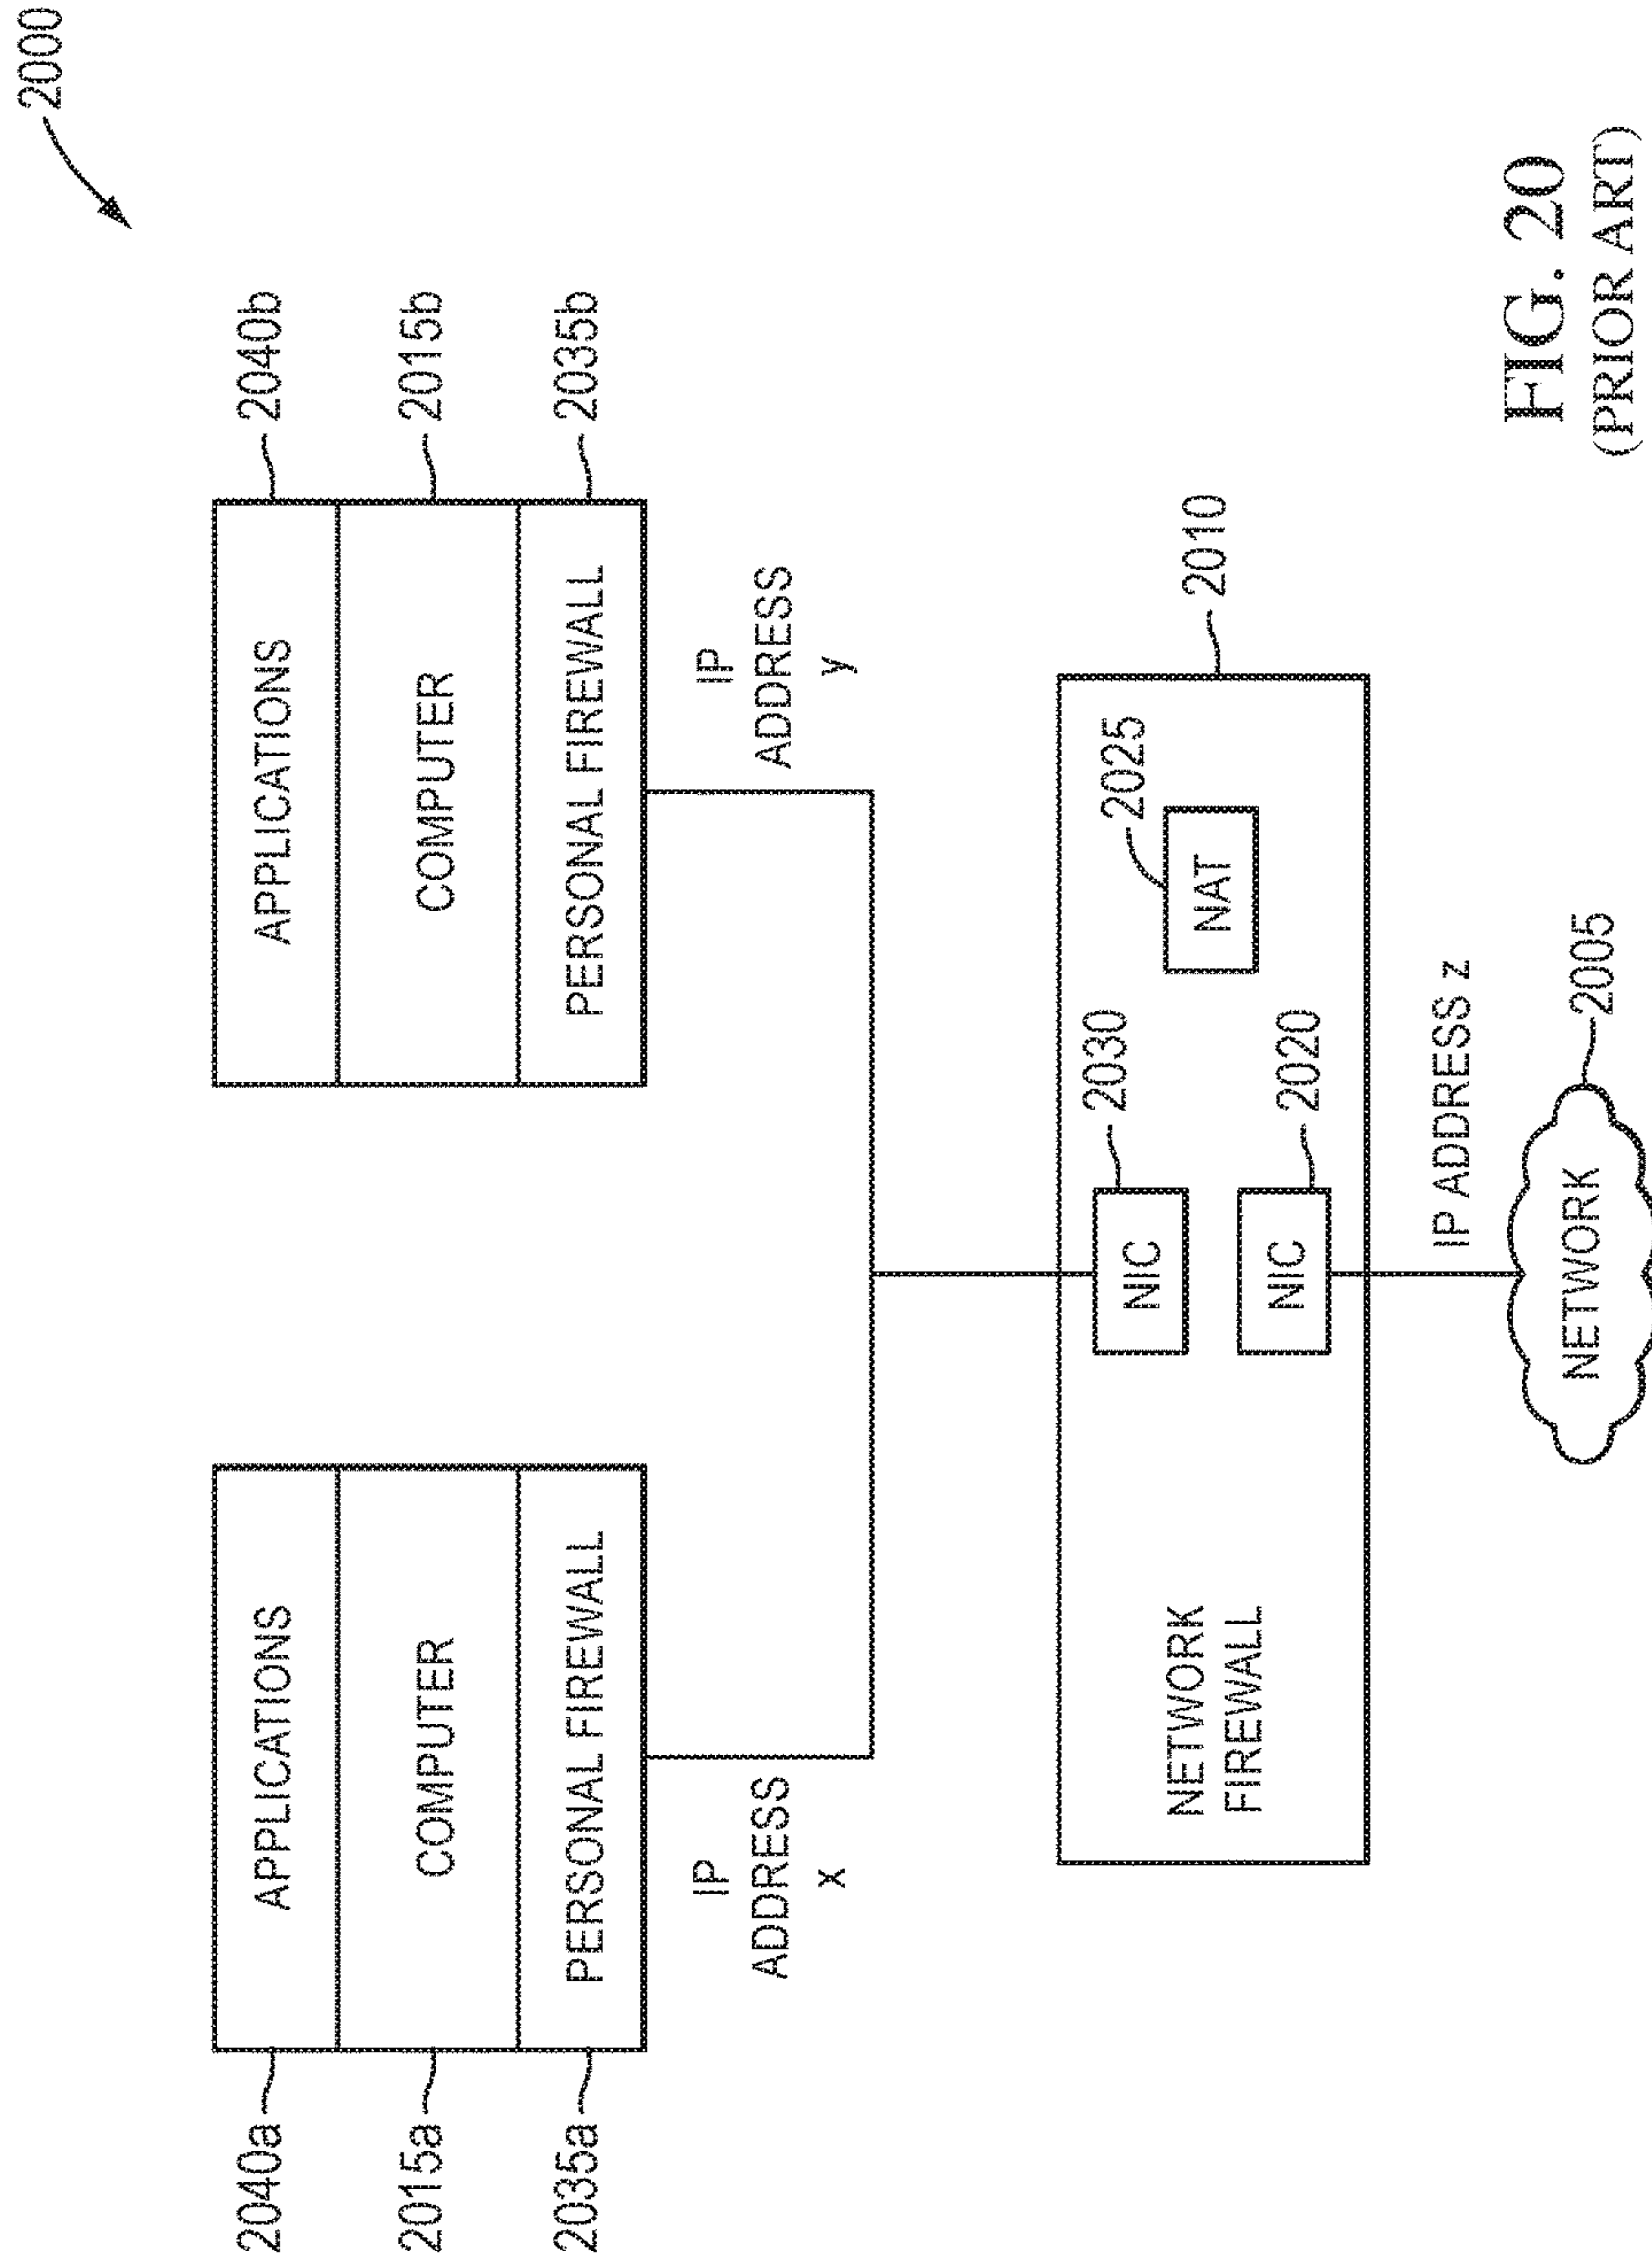 2000
2040a
APPLICATIONS
2015a
COMPUTER
2035a
PERSONAL FIREWALL
APPLICATIONS
2040b
COMPUTER
2015b
PERSONAL FIREWALL
2035b
IP
ADDRESS
x
IP
ADDRESS
y
NETWORK
FIREWALL
NIC
2030
NIC
2020
NAT
2025
2010
IP ADDRESS z
NETWORK
2005
FIG. 20
(PRIOR ART)